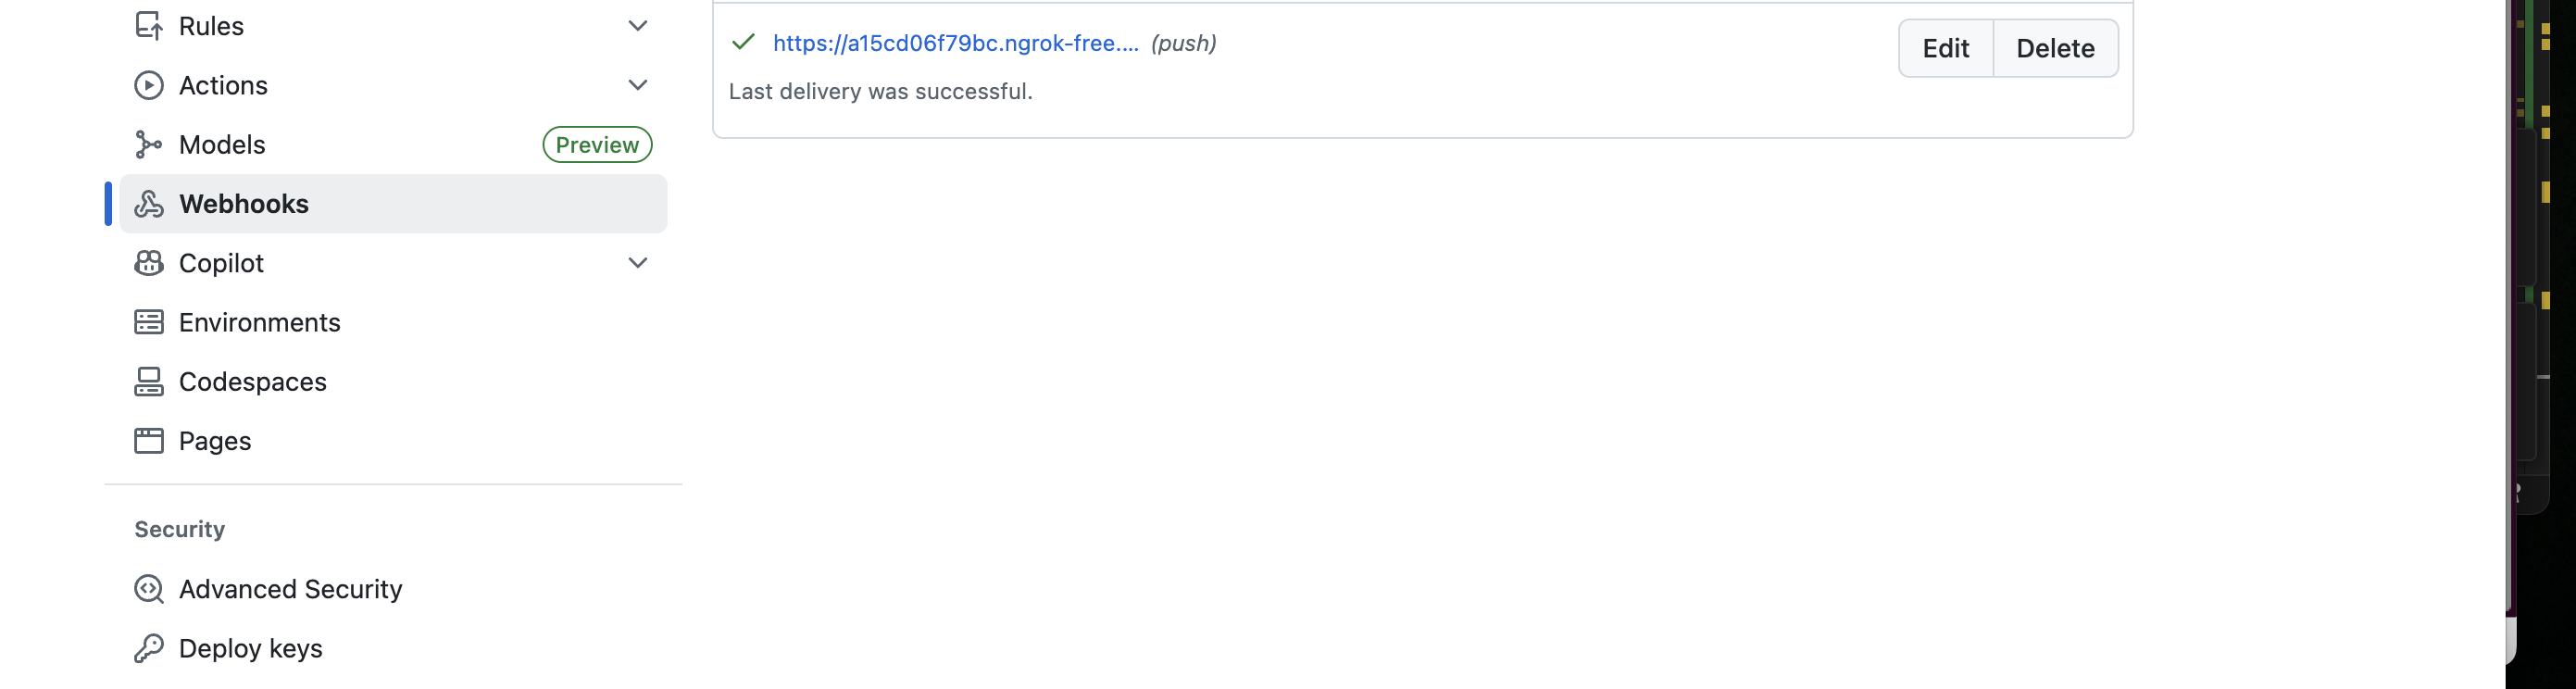 Rules
Actions
Models Preview
Webhooks
Copilot
Environments
Codespaces
Pages
Security
Advanced Security
Deploy keys
https://a15cd06f79bc.ngrok-free.... (push)
Last delivery was successful.
Edit Delete